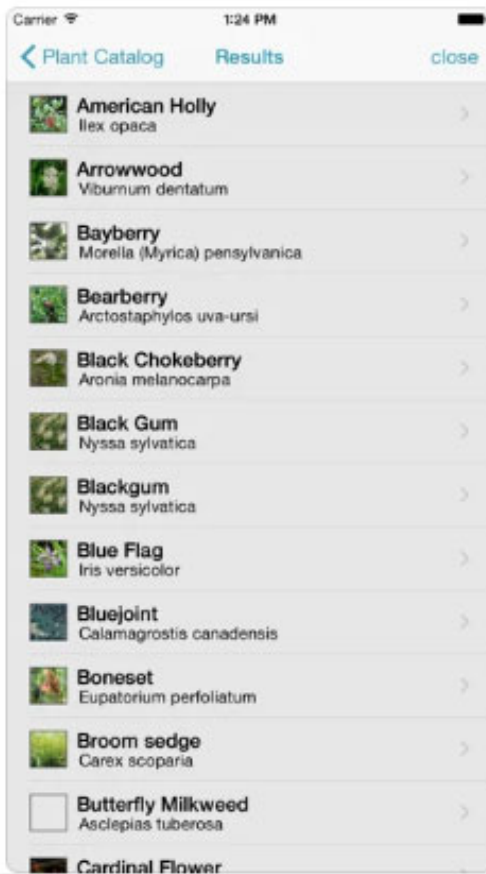 Carrier 1:24 PM
Plant Catalog Results close
American Holly
Ilex opaca
Arrowwood
Viburnum dentatum
Bayberry
Morella (Myrica) pensylvanica
Bearberry
Arctostaphylos uva-ursi
Black Chokeberry
Aronia melanocarpa
Black Gum
Nyssa sylvatica
Blackgum
Nyssa sylvatica
Blue Flag
Iris versicolor
Bluejoint
Calamagrostis canadensis
Boneset
Eupatorium perfoliatum
Broom sedge
Carex scoparia
Butterfly Milkweed
Asclepias tuberosa
Cardinal Flower